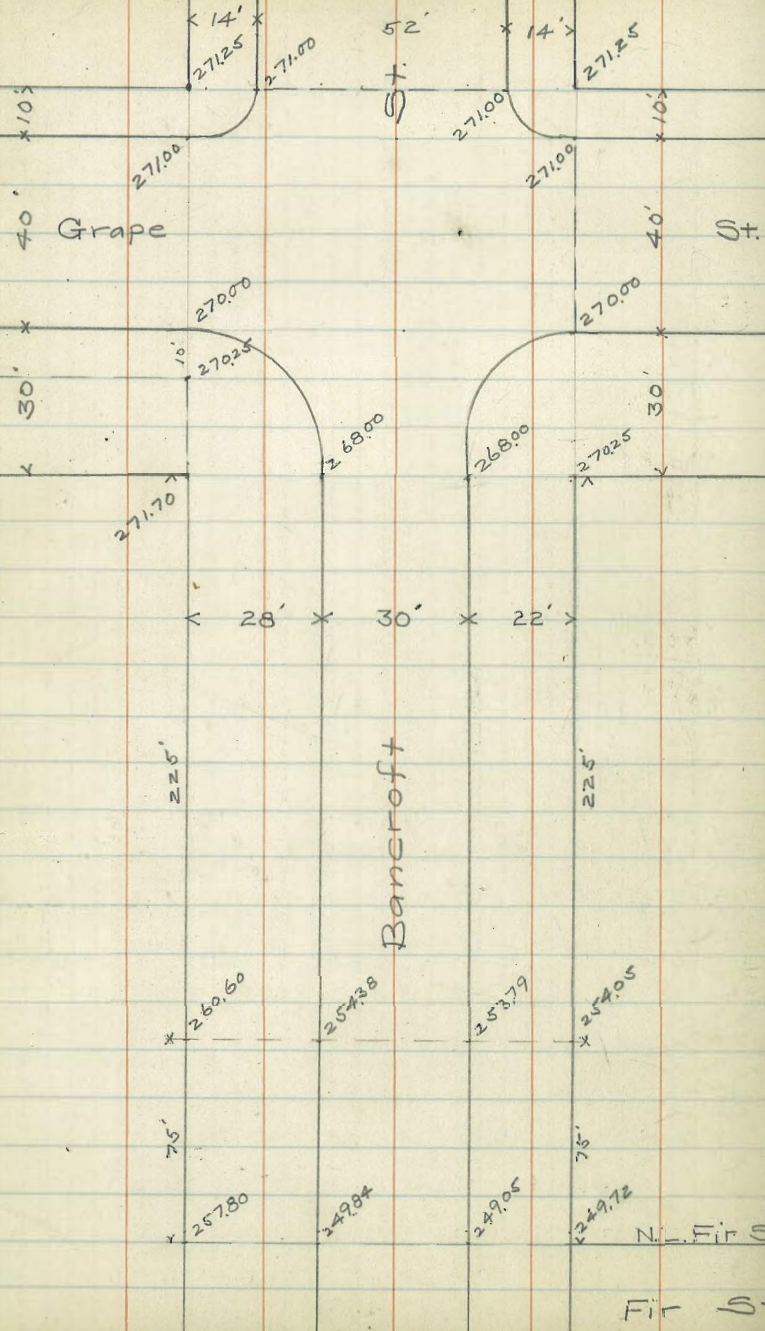 14' 52' 14'
271.25 271.00 St. 271.00 271.25
10' 10'
271.00 271.00
40' Grape 40' St.
270.00 270.00
10'
270.25
30' 30'
268.00 268.00 270.25
271.70
28' 30' 22'
225' 225'
Bancroft
260.60 254.38 253.79 254.05
75' 75'
257.80 249.84 249.05 249.72
N.L. Fir S
Fir S